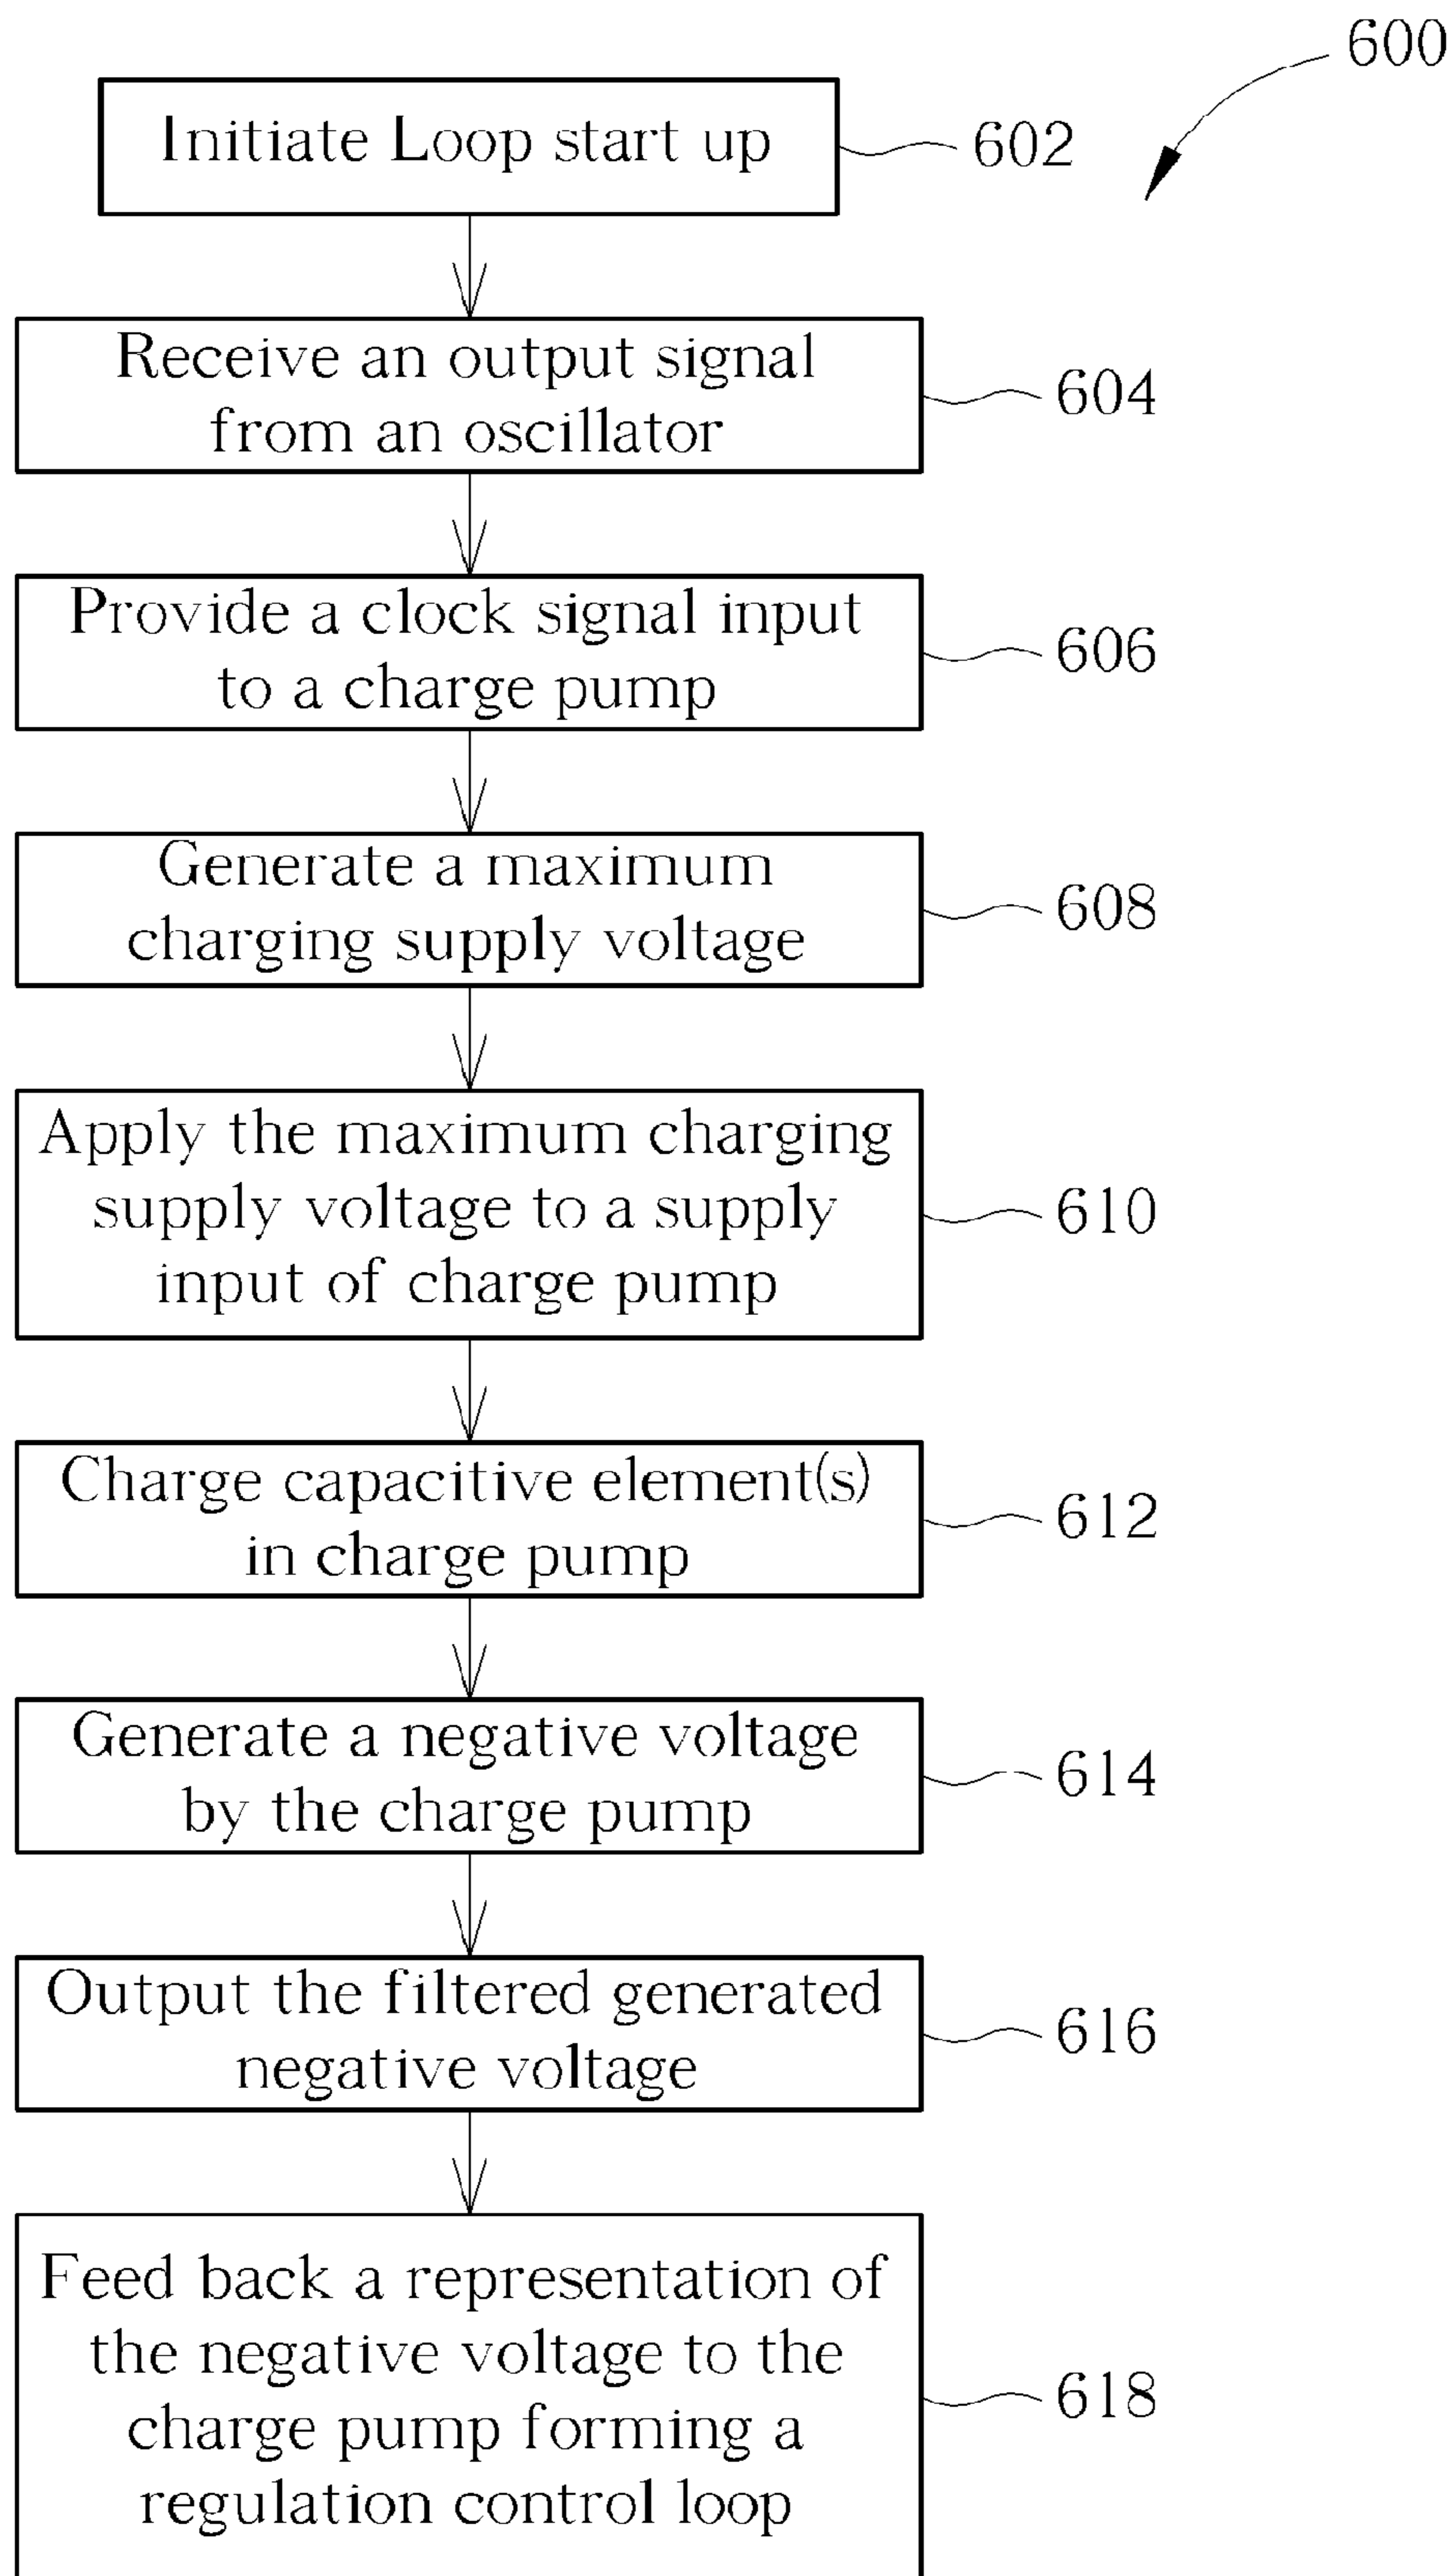 600
Initiate Loop start up
602
Receive an output signal
from an oscillator
604
Provide a clock signal input
to a charge pump
606
Generate a maximum
charging supply voltage
608
Apply the maximum charging
supply voltage to a supply
input of charge pump
610
Charge capacitive element(s)
in charge pump
612
Generate a negative voltage
by the charge pump
614
Output the filtered generated
negative voltage
616
Feed back a representation of
the negative voltage to the
charge pump forming a
regulation control loop
618